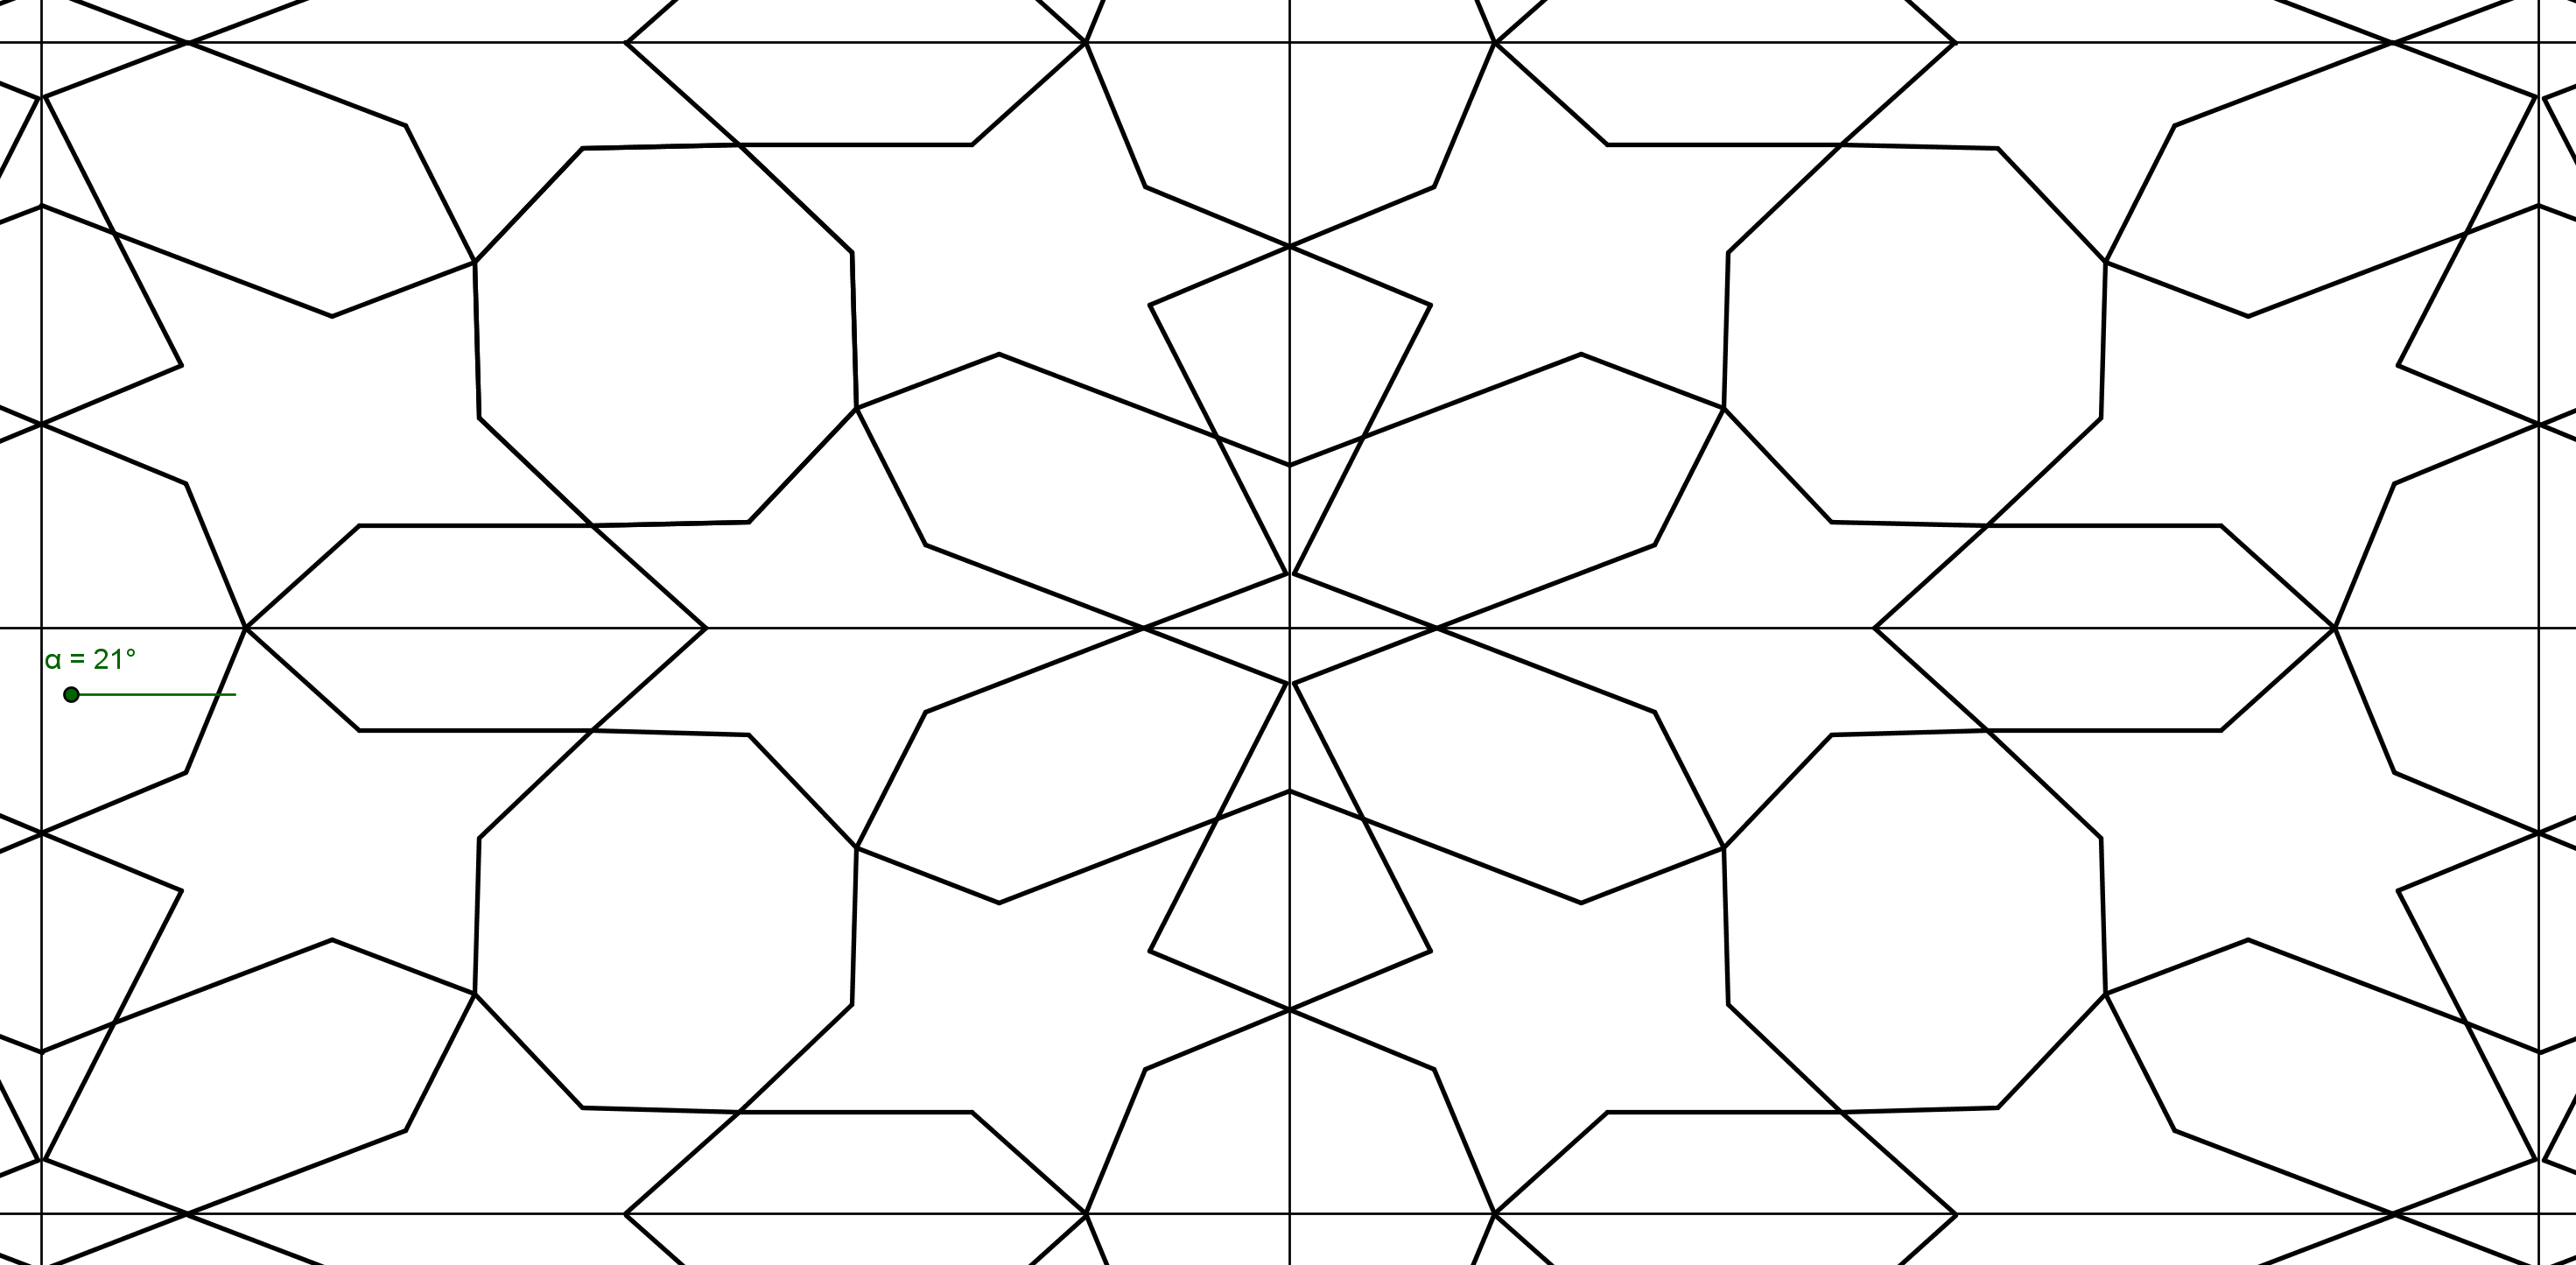 α = 21°